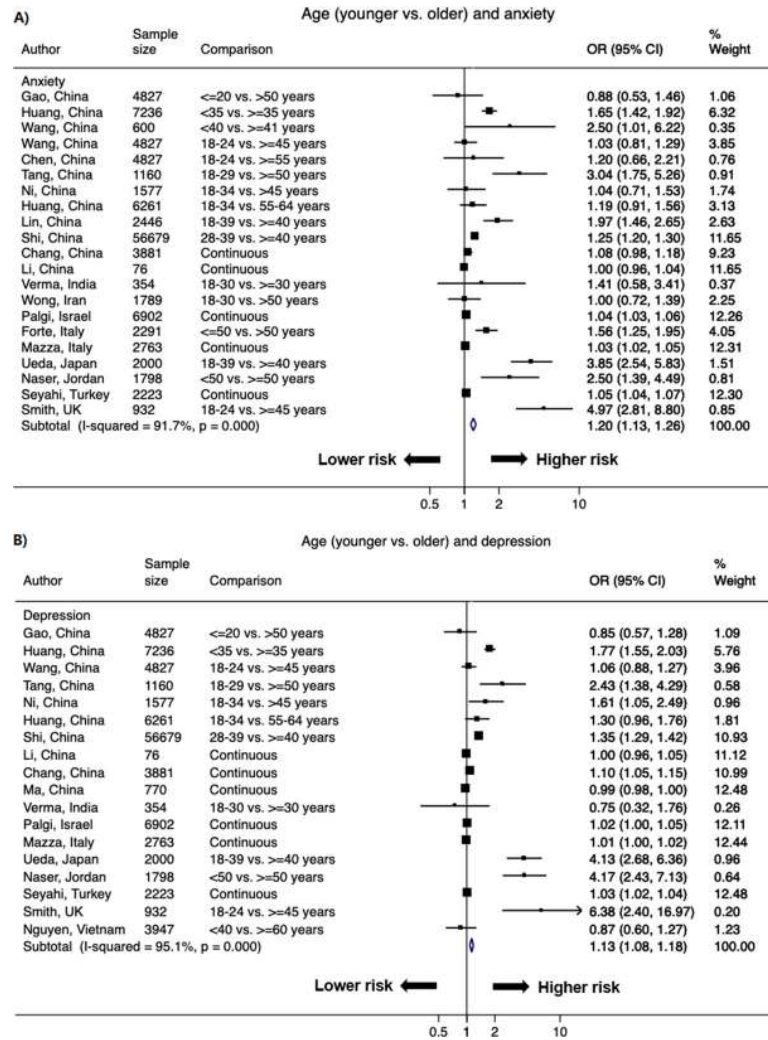 A)
Age (younger vs. older) and anxiety
Author Sample size Comparison OR (95% CI) % Weight
Anxiety
Gao, China 4827 <=20 vs. >50 years 0.88 (0.53, 1.46) 1.06
Huang, China 7236 <35 vs. >=35 years 1.65 (1.42, 1.92) 6.32
Wang, China 600 <40 vs. >=41 years 2.50 (1.01, 6.22) 0.35
Wang, China 4827 18-24 vs. >=45 years 1.03 (0.81, 1.29) 3.85
Chen, China 4827 18-24 vs. >=55 years 1.20 (0.66, 2.21) 0.76
Tang, China 1160 18-29 vs. >=50 years 3.04 (1.75, 5.26) 0.91
Ni, China 1577 18-34 vs. >45 years 1.04 (0.71, 1.53) 1.74
Huang, China 6261 18-34 vs. 55-64 years 1.19 (0.91, 1.56) 3.13
Lin, China 2446 18-39 vs. >=40 years 1.97 (1.46, 2.65) 2.63
Shi, China 56679 28-39 vs. >=40 years 1.25 (1.20, 1.30) 11.65
Chang, China 3881 Continuous 1.08 (0.98, 1.18) 9.23
Li, China 76 Continuous 1.00 (0.96, 1.04) 11.65
Verma, India 354 18-30 vs. >=30 years 1.41 (0.58, 3.41) 0.37
Wong, Iran 1789 18-30 vs. >50 years 1.00 (0.72, 1.39) 2.25
Palgi, Israel 6902 Continuous 1.04 (1.03, 1.06) 12.26
Forte, Italy 2291 <=50 vs. >50 years 1.56 (1.25, 1.95) 4.05
Mazza, Italy 2763 Continuous 1.03 (1.02, 1.05) 12.31
Ueda, Japan 2000 18-39 vs. >=40 years 3.85 (2.54, 5.83) 1.51
Naser, Jordan 1798 <50 vs. >=50 years 2.50 (1.39, 4.49) 0.81
Seyahi, Turkey 2223 Continuous 1.05 (1.04, 1.07) 12.30
Smith, UK 932 18-24 vs. >=45 years 4.97 (2.81, 8.80) 0.85
Subtotal (I-squared = 91.7%, p = 0.000) 1.20 (1.13, 1.26) 100.00
Lower risk Higher risk
0.5 1 2 10
B)
Age (younger vs. older) and depression
Author Sample size Comparison OR (95% CI) % Weight
Depression
Gao, China 4827 <=20 vs. >50 years 0.85 (0.57, 1.28) 1.09
Huang, China 7236 <35 vs. >=35 years 1.77 (1.55, 2.03) 5.76
Wang, China 4827 18-24 vs. >=45 years 1.06 (0.88, 1.27) 3.96
Tang, China 1160 18-29 vs. >=50 years 2.43 (1.38, 4.29) 0.58
Ni, China 1577 18-34 vs. >45 years 1.61 (1.05, 2.49) 0.96
Huang, China 6261 18-34 vs. 55-64 years 1.30 (0.96, 1.76) 1.81
Shi, China 56679 28-39 vs. >=40 years 1.35 (1.29, 1.42) 10.93
Li, China 76 Continuous 1.00 (0.96, 1.05) 11.12
Chang, China 3881 Continuous 1.10 (1.05, 1.15) 10.99
Ma, China 770 Continuous 0.99 (0.98, 1.00) 12.48
Verma, India 354 18-30 vs. >=30 years 0.75 (0.32, 1.76) 0.26
Palgi, Israel 6902 Continuous 1.02 (1.00, 1.05) 12.11
Mazza, Italy 2763 Continuous 1.01 (1.00, 1.02) 12.44
Ueda, Japan 2000 18-39 vs. >=40 years 4.13 (2.68, 6.36) 0.96
Naser, Jordan 1798 <50 vs. >=50 years 4.17 (2.43, 7.13) 0.64
Seyahi, Turkey 2223 Continuous 1.03 (1.02, 1.04) 12.48
Smith, UK 932 18-24 vs. >=45 years 6.38 (2.40, 16.97) 0.20
Nguyen, Vietnam 3947 <40 vs. >=60 years 0.87 (0.60, 1.27) 1.23
Subtotal (I-squared = 95.1%, p = 0.000) 1.13 (1.08, 1.18) 100.00
Lower risk Higher risk
0.5 1 2 10